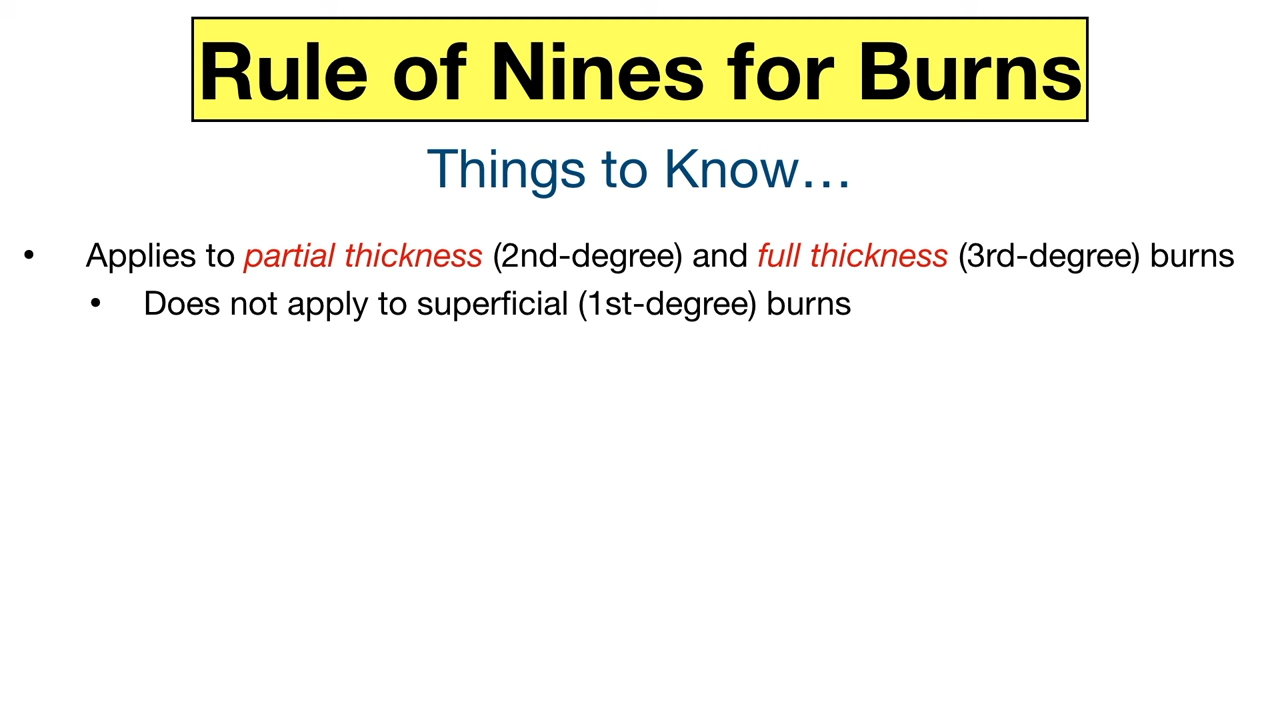 Rule of Nines for Burns
Things to Know…
• Applies to partial thickness (2nd-degree) and full thickness (3rd-degree) burns
• Does not apply to superficial (1st-degree) burns